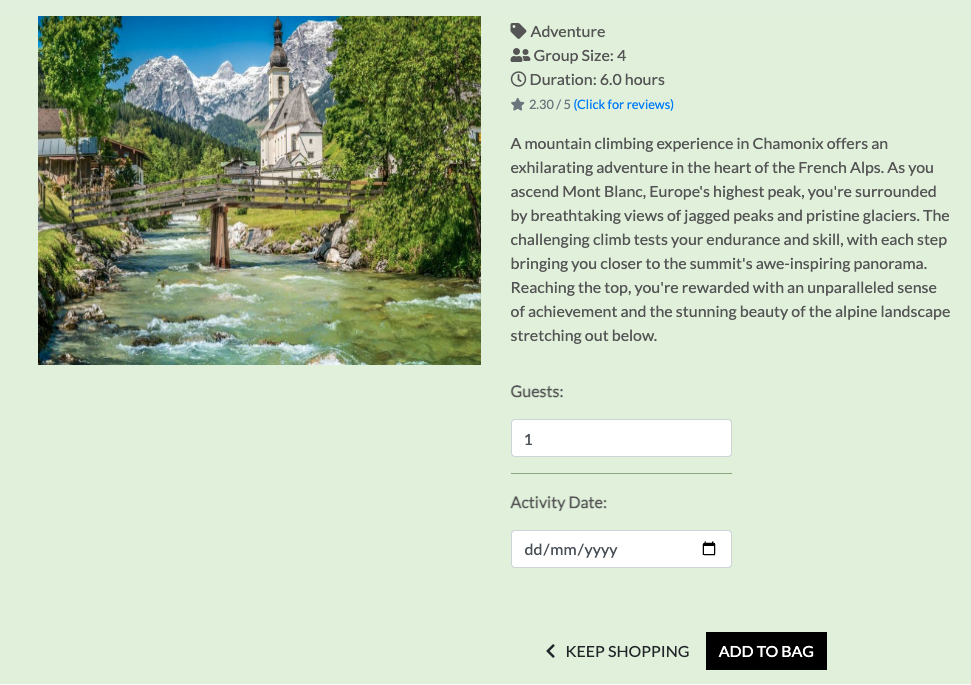 Adventure
Group Size: 4
Duration: 6.0 hours
2.30 / 5 (Click for reviews)
A mountain climbing experience in Chamonix offers an
exhilarating adventure in the heart of the French Alps. As you
ascend Mont Blanc, Europe's highest peak, you're surrounded
by breathtaking views of jagged peaks and pristine glaciers. The
challenging climb tests your endurance and skill, with each step
bringing you closer to the summit's awe-inspiring panorama.
Reaching the top, you're rewarded with an unparalleled sense
of achievement and the stunning beauty of the alpine landscape
stretching out below.
Guests:
1
Activity Date:
dd/mm/yyyy
KEEP SHOPPING ADD TO BAG